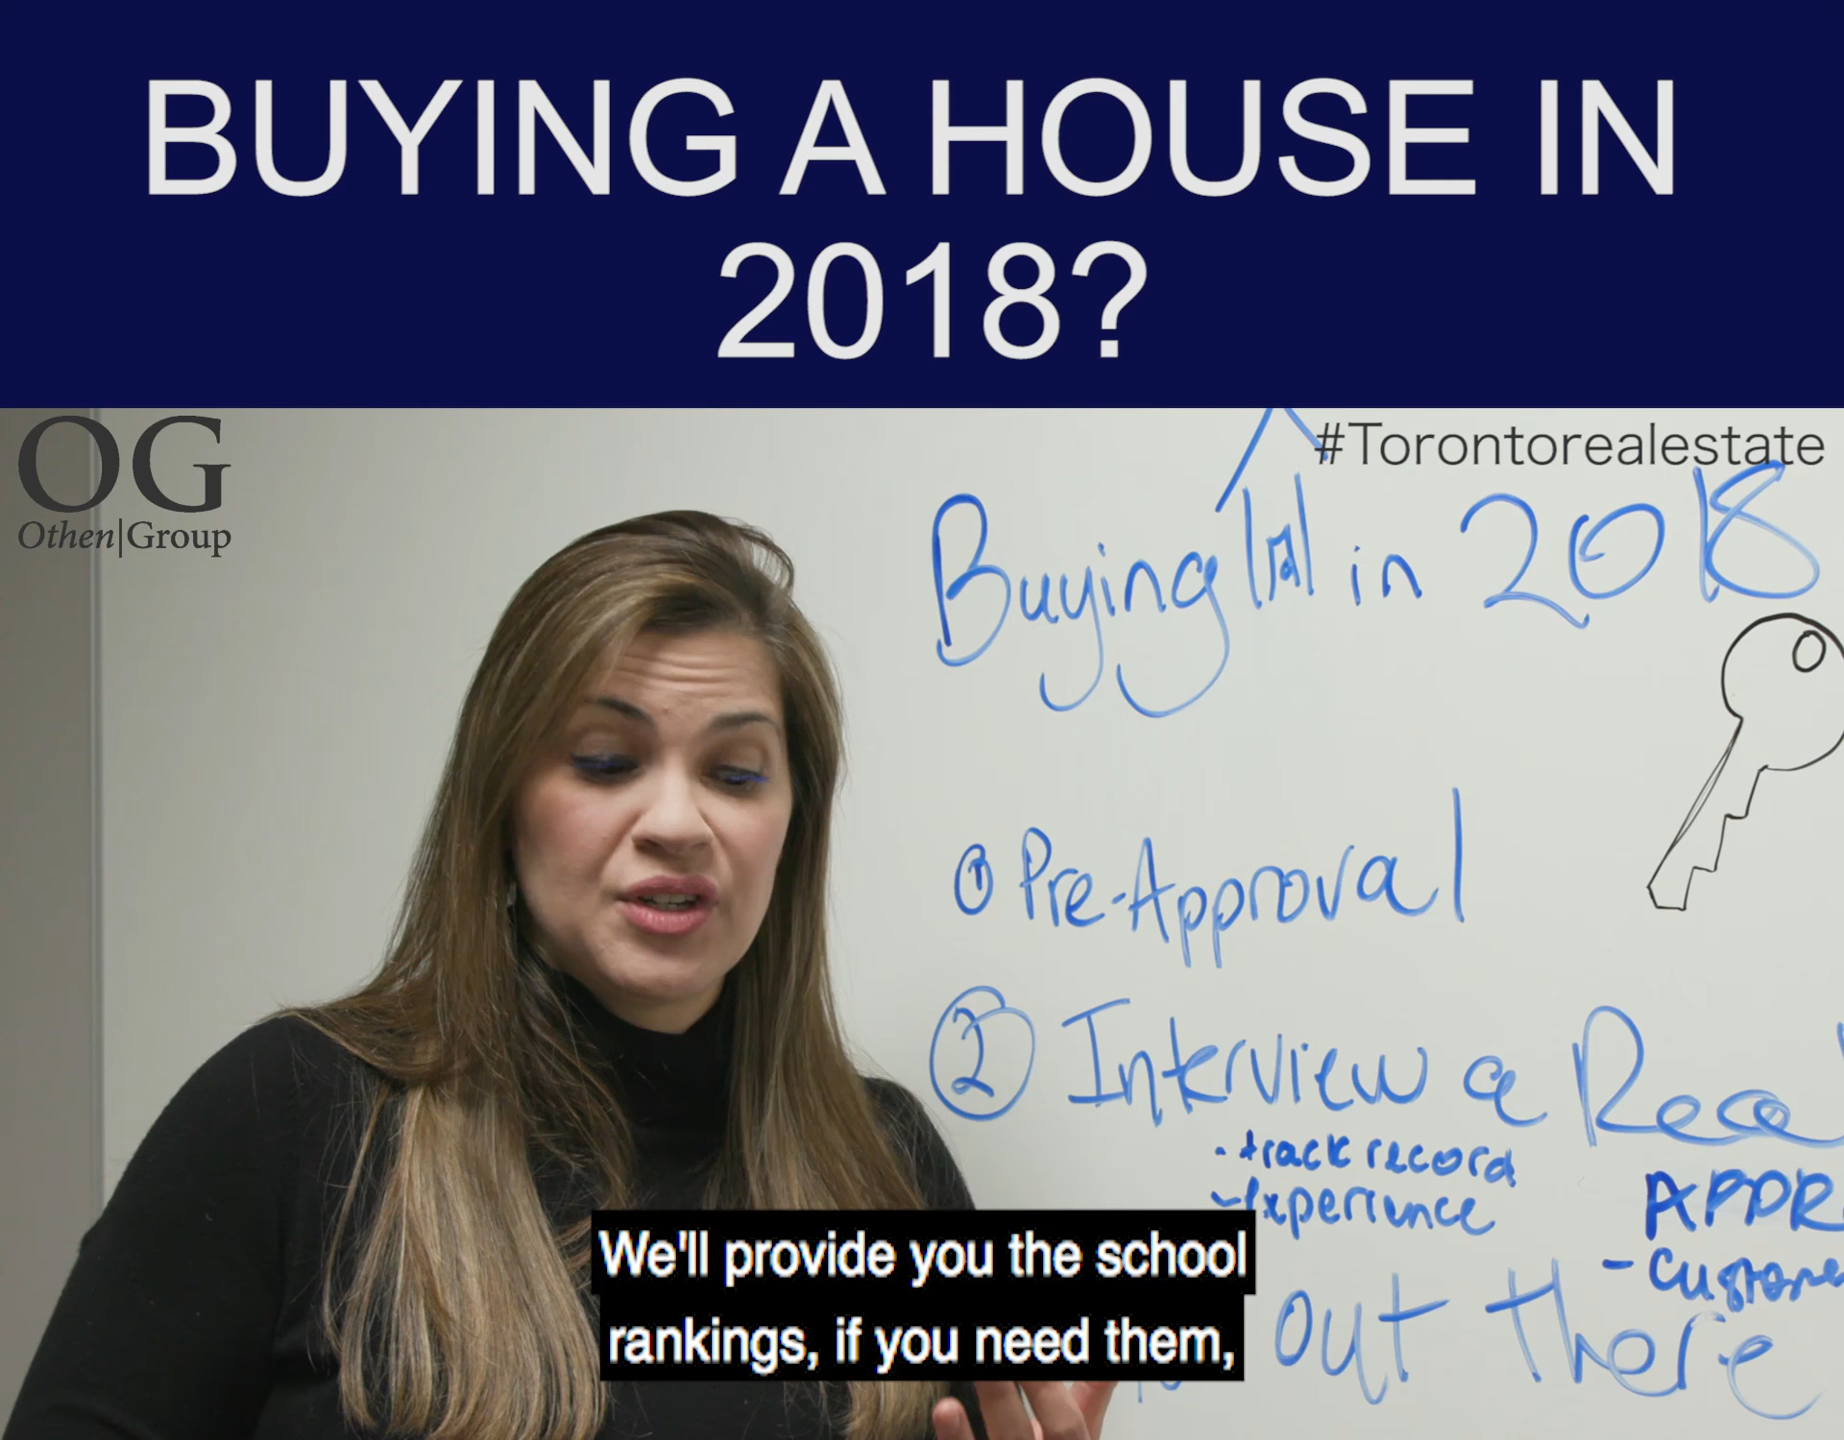 BUYING A HOUSE IN
2018?
OG
Othen|Group
#Torontorealestate
Buying in 2018
① Pre-Approval
② Interview a
· track record
- Experience
out there
We'll provide you the school
rankings, if you need them,